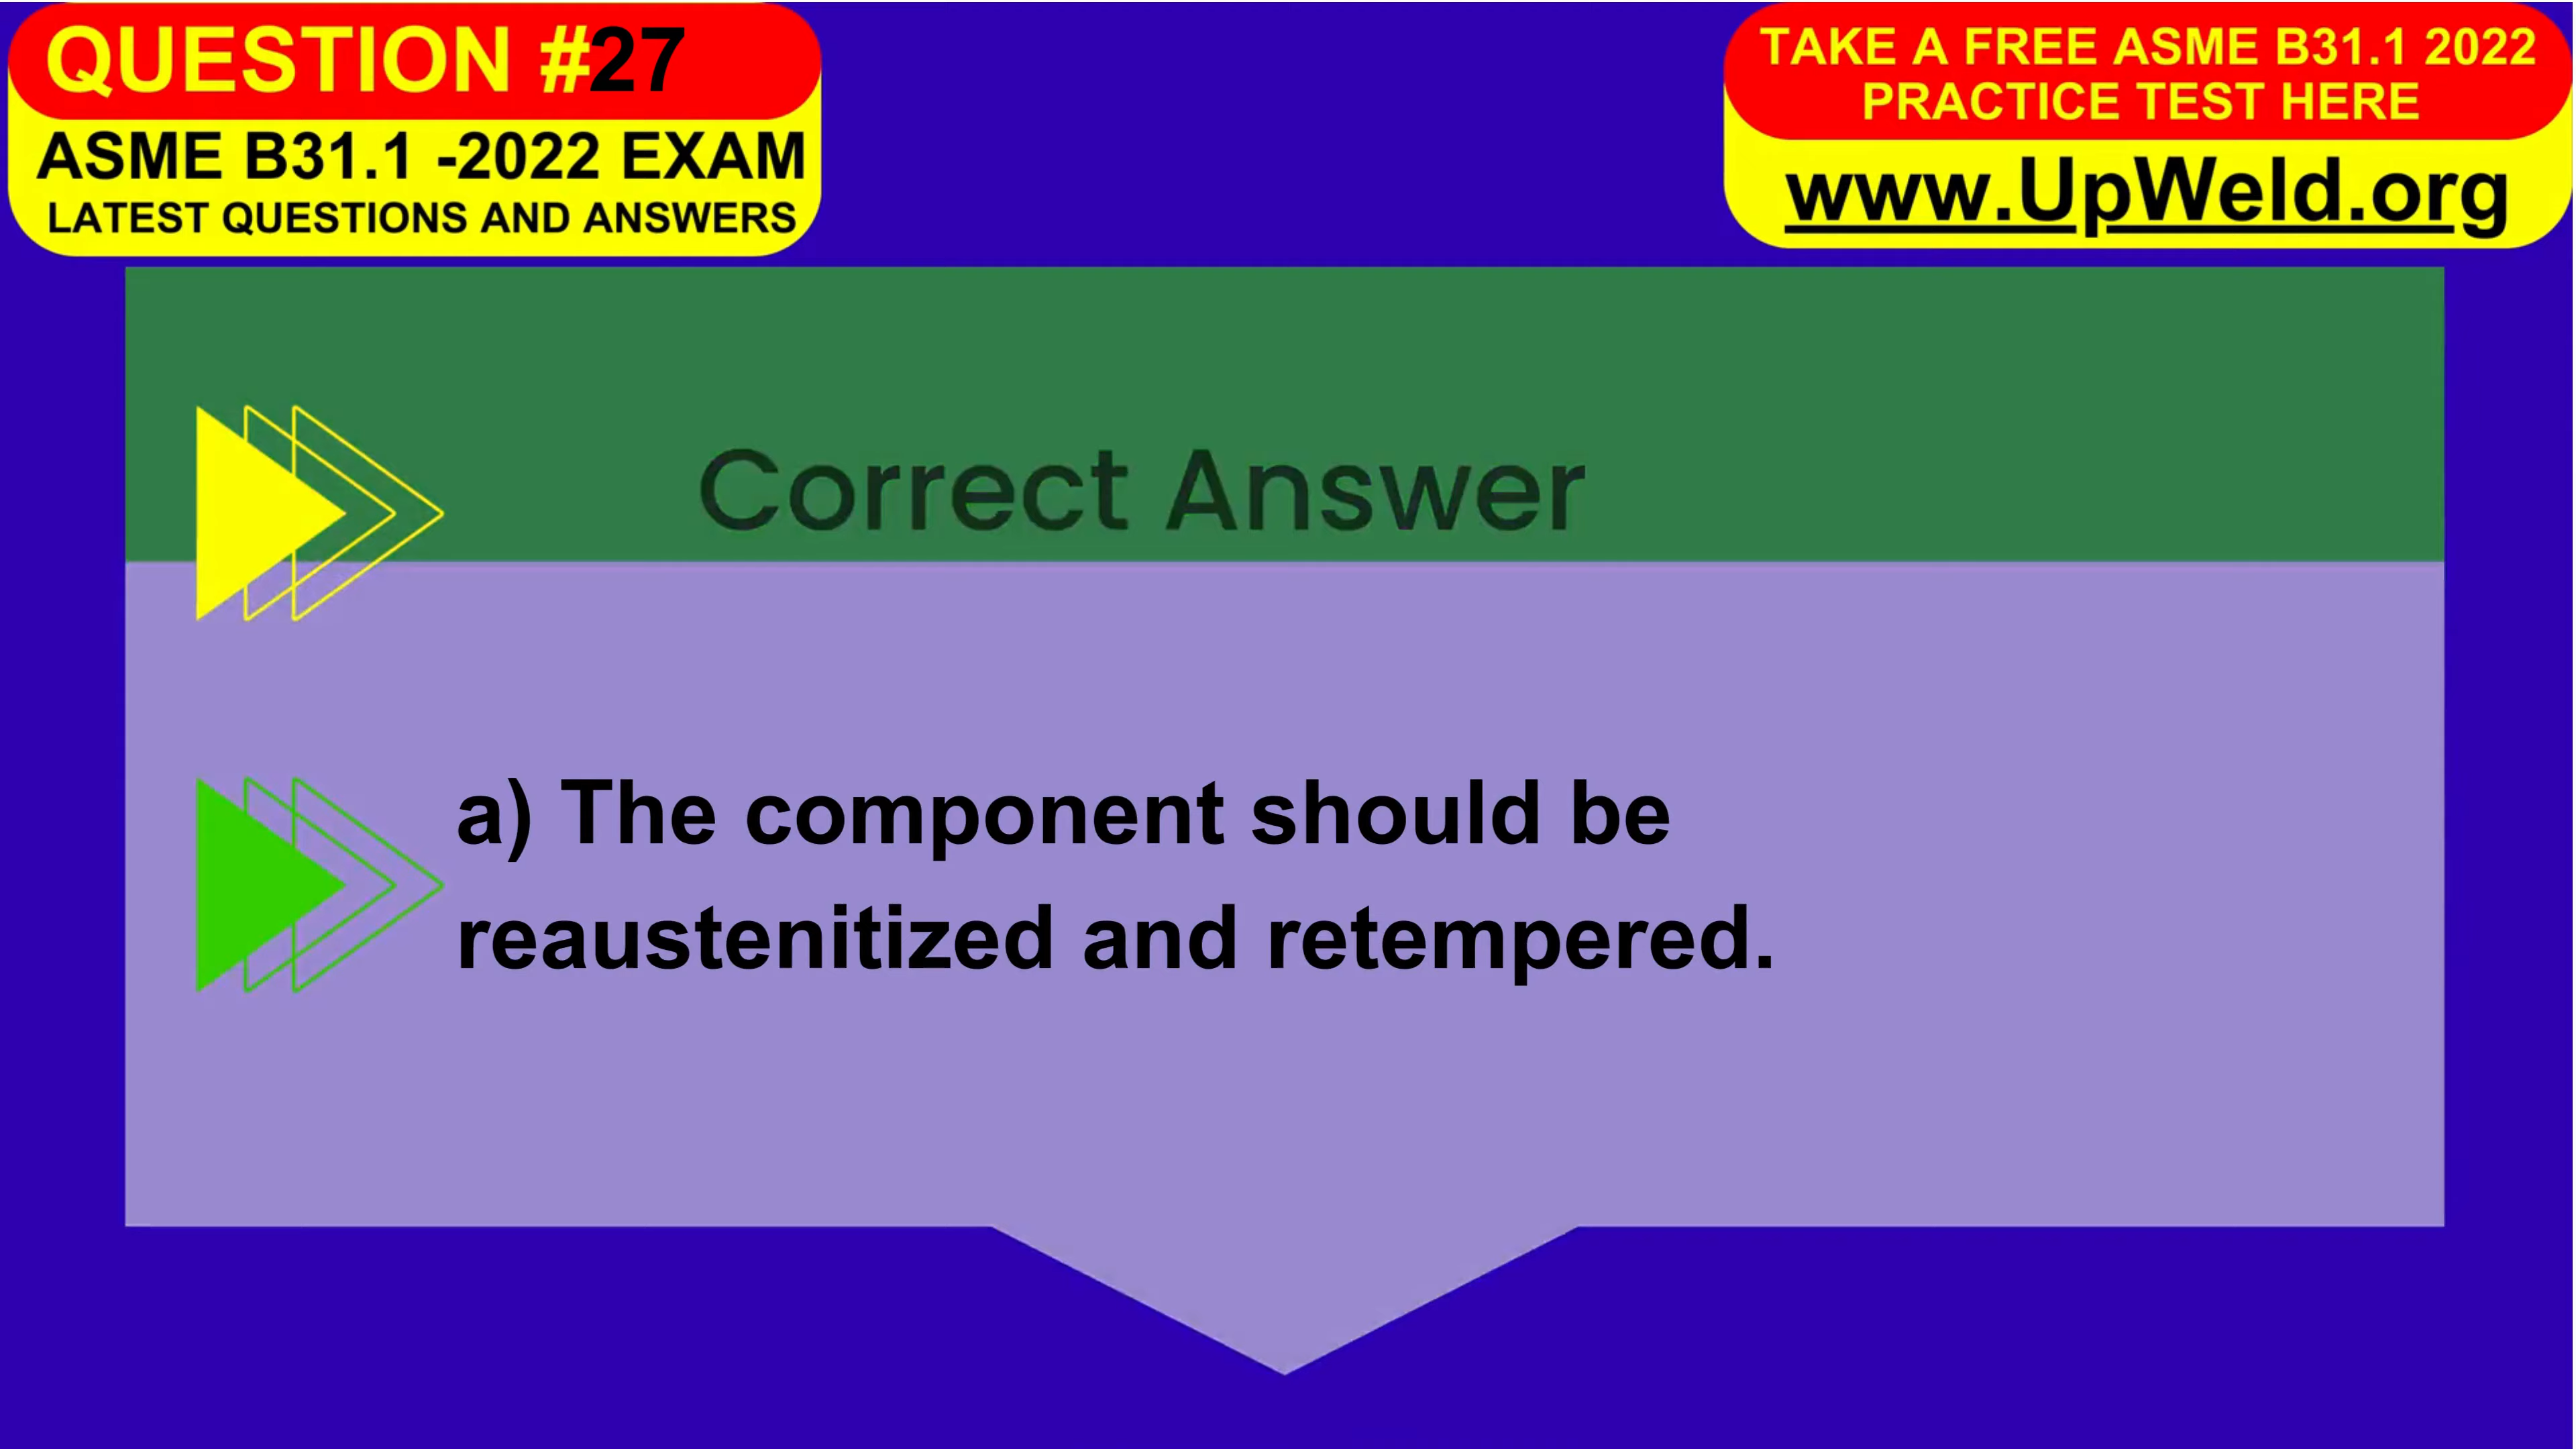 QUESTION #27
ASME B31.1 -2022 EXAM
LATEST QUESTIONS AND ANSWERS
TAKE A FREE ASME B31.1 2022
PRACTICE TEST HERE
www.UpWeld.org
Correct Answer
a) The component should be
reaustenitized and retempered.